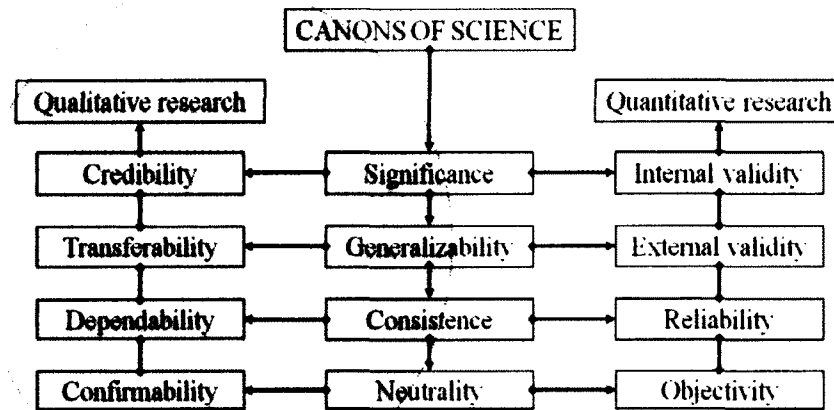 CANONS OF SCIENCE
Qualitative research
Quantitative research
Credibility
Significance
Internal validity
Transferability
Generalizability
External validity
Dependability
Consistence
Reliability
Confirmability
Neutrality
Objectivity